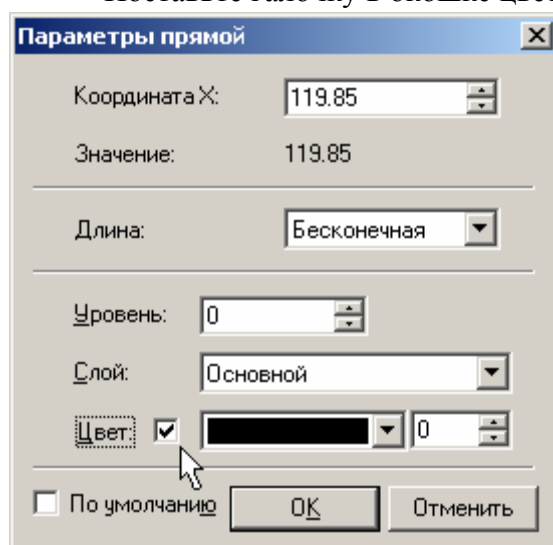 Параметры прямой
Координата X: 119.85
Значение: 119.85
Длина: Бесконечная
Уровень: 0
Слой: Основной
Цвет: 0
По умолчанию OK Отменить